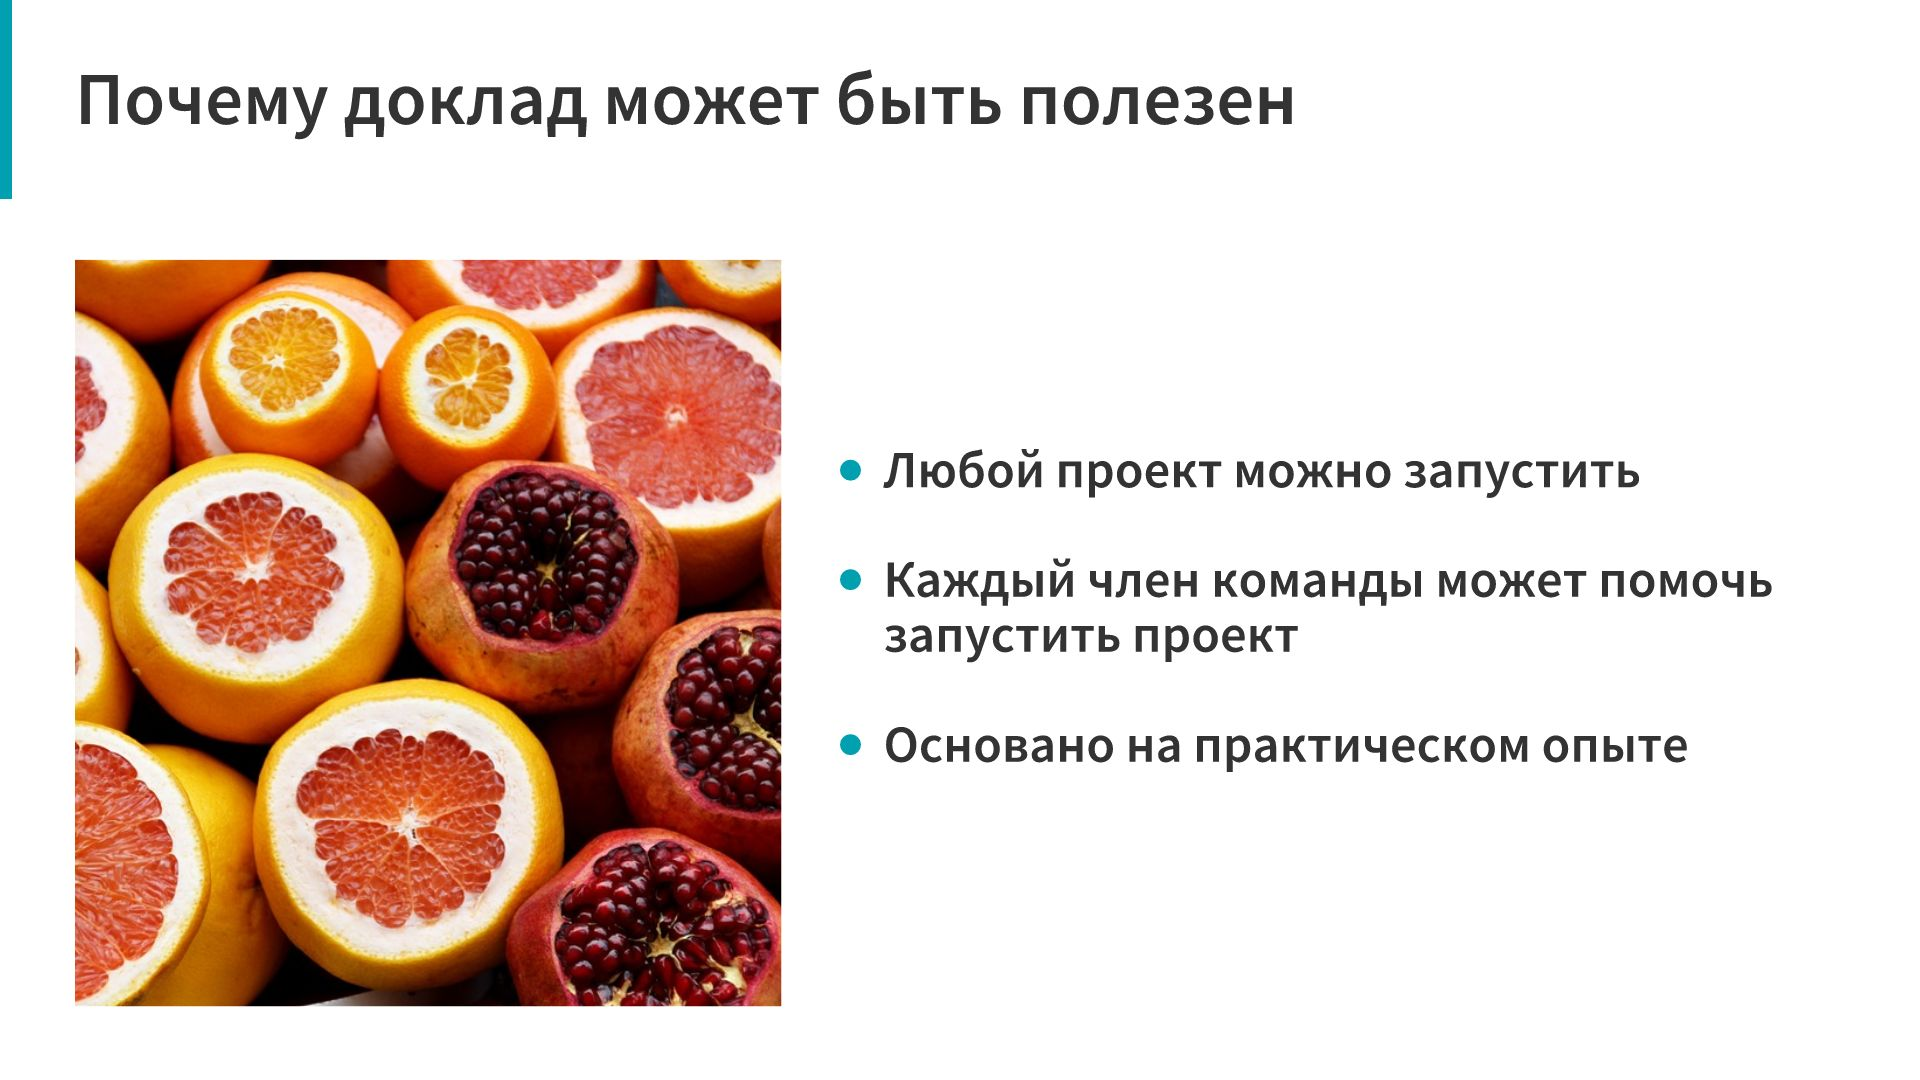 Почему доклад может быть полезен
Любой проект можно запустить
Каждый член команды может помочь
запустить проект
Основано на практическом опыте